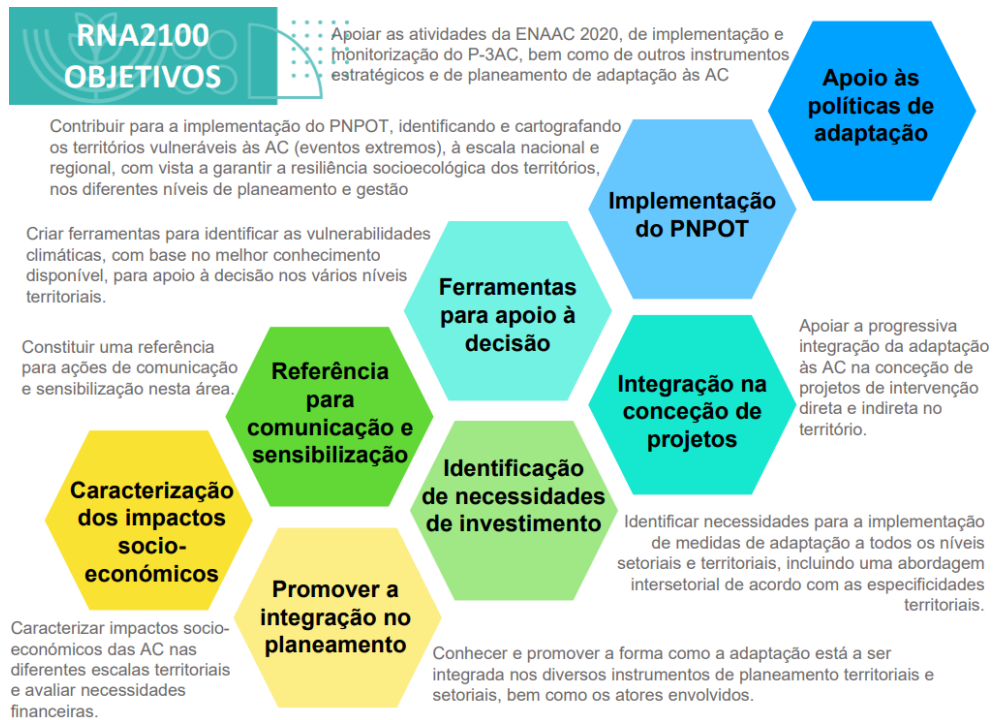 RNA2100
OBJETIVOS
Apoiar as atividades da ENAAC 2020, de implementação e
monitorização do P-3AC, bem como de outros instrumentos
estratégicos e de planeamento de adaptação às AC
Apoio às
políticas de
adaptação
Contribuir para a implementação do PNPOT, identificando e cartografando
os territórios vulneráveis às AC (eventos extremos), à escala nacional e
regional, com vista a garantir a resiliência socioecológica dos territórios,
nos diferentes níveis de planeamento e gestão
Implementação
do PNPOT
Criar ferramentas para identificar as vulnerabilidades
climáticas, com base no melhor conhecimento
disponível, para apoio à decisão nos vários níveis
territoriais.
Ferramentas
para apoio à
decisão
Constituir uma referência
para ações de comunicação
e sensibilização nesta área.
Referência
para
comunicação e
sensibilização
Integração na
conceção de
projetos
Apoiar a progressiva
integração da adaptação
às AC na conceção de
projetos de intervenção
direta e indireta no
território.
Caracterização
dos impactos
socio-
económicos
Identificação
de necessidades
de investimento
Identificar necessidades para a implementação
de medidas de adaptação a todos os níveis
setoriais e territoriais, incluindo uma abordagem
intersetorial de acordo com as especificidades
territoriais.
Promover a
integração no
planeamento
Caracterizar impactos socio-
económicos das AC nas
diferentes escalas territoriais
e avaliar necessidades
financeiras.
Conhecer e promover a forma como a adaptação está a ser
integrada nos diversos instrumentos de planeamento territoriais e
setoriais, bem como os atores envolvidos.